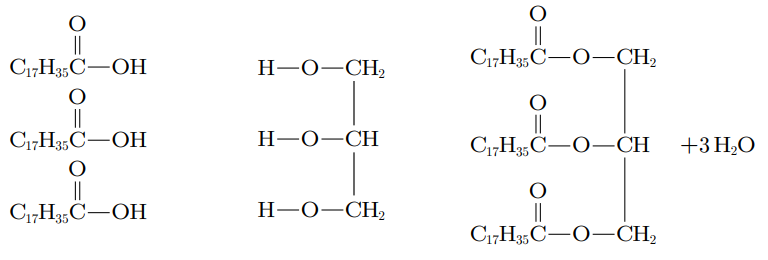 O
C₁₇H₃₅C—OH
O
C₁₇H₃₅C—OH
O
C₁₇H₃₅C—OH
H—O—CH₂
H—O—CH
H—O—CH₂
O
C₁₇H₃₅C—O—CH₂
O
C₁₇H₃₅C—O—CH +3 H₂O
O
C₁₇H₃₅C—O—CH₂